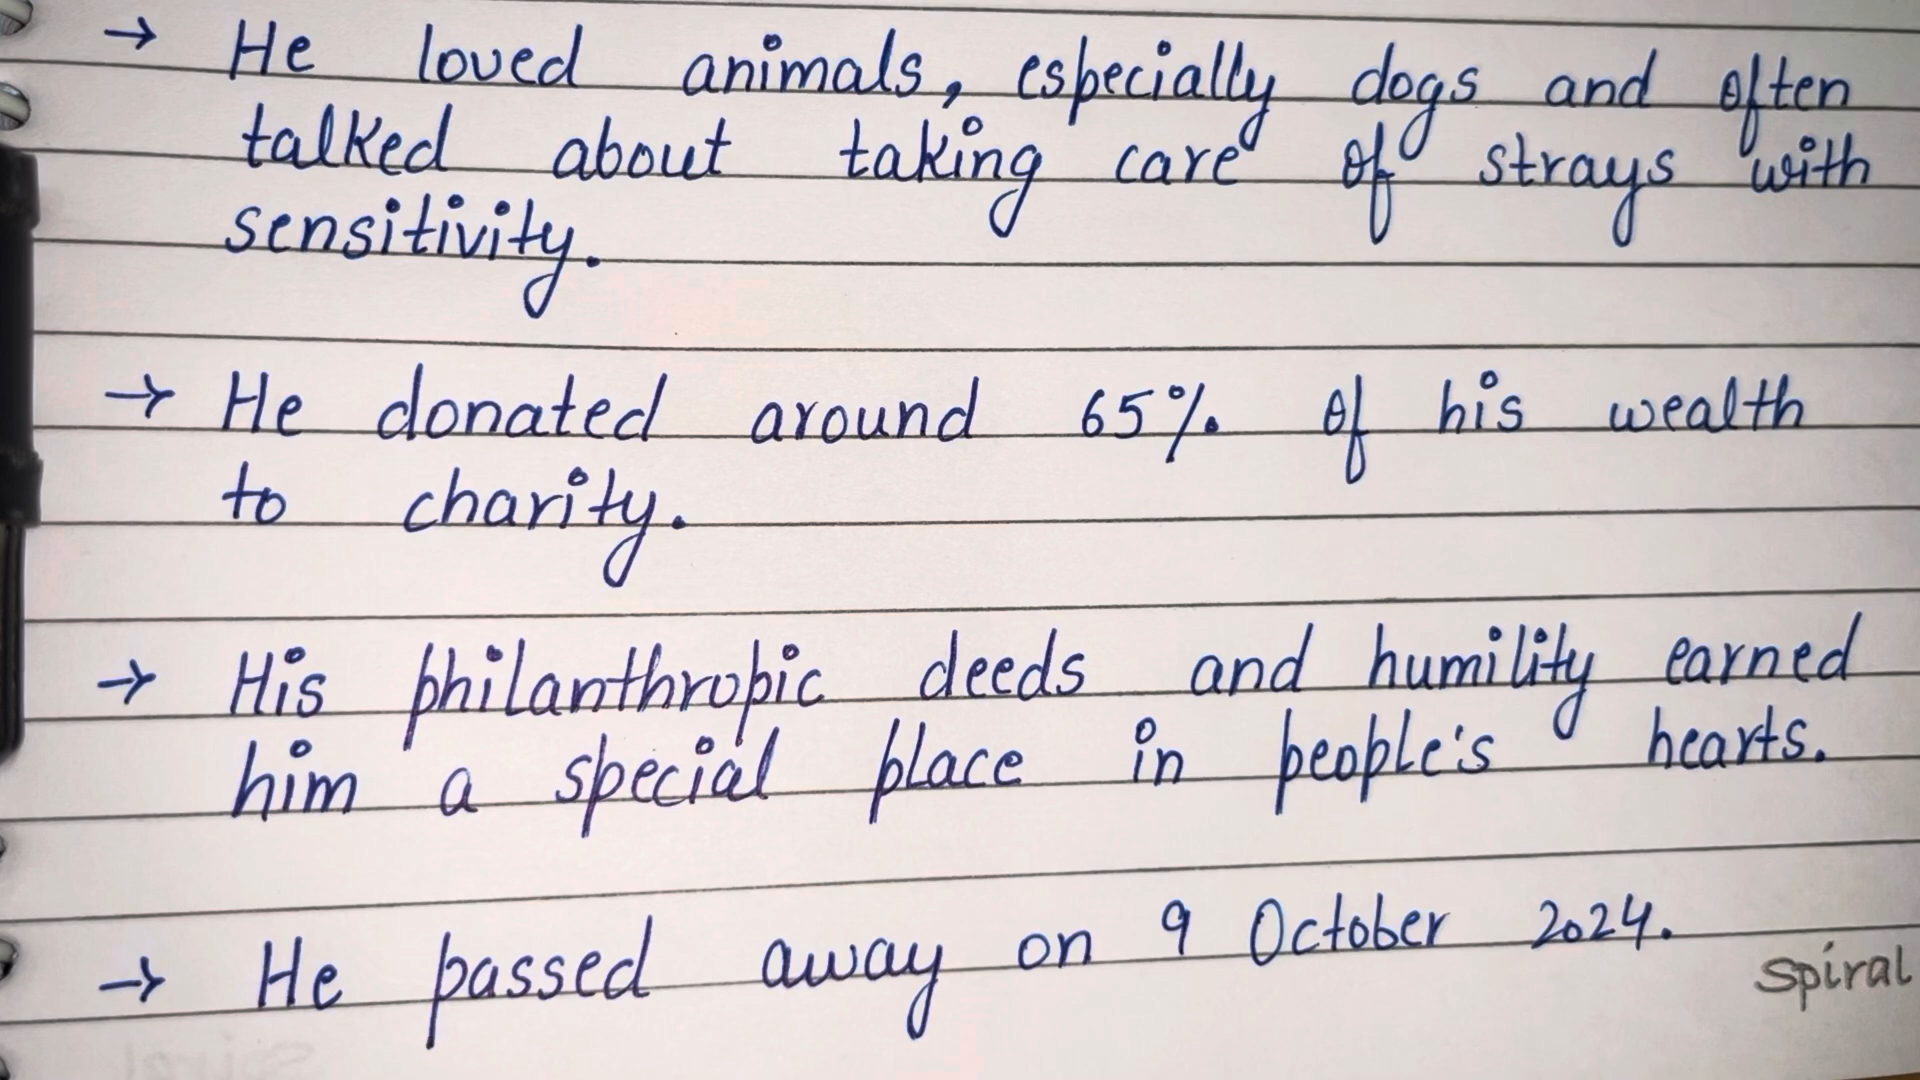 → He loved animals, especially dogs and often
talked about taking care of strays with
sensitivity.
→ He donated around 65% of his wealth
to charity.
→ His philanthropic deeds and humility earned
him a special place in people's hearts.
→ He passed away on 9 October 2024.
Spiral